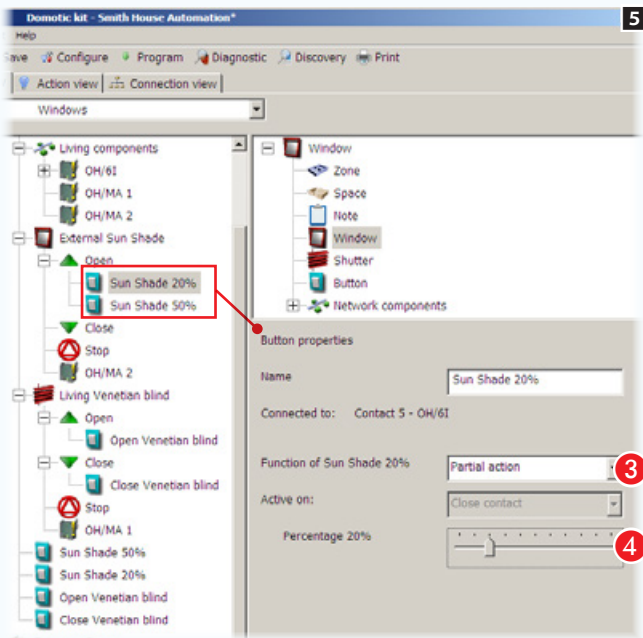 Domotic kit - Smith House Automation*
5
Help
ave Configure Program Diagnostic Discovery Print
Action view Connection view
Windows
Living components
OH/6I
OH/MA 1
OH/MA 2
External Sun Shade
Open
Sun Shade 20%
Sun Shade 50%
Close
Stop
OH/MA 2
Living Venetian blind
Open
Open Venetian blind
Close
Close Venetian blind
Stop
OH/MA 1
Sun Shade 50%
Sun Shade 20%
Open Venetian blind
Close Venetian blind
Window
Zone
Space
Note
Window
Shutter
Button
Network components
Button properties
Name Sun Shade 20%
Connected to: Contact 5 - OH/6I
Function of Sun Shade 20% Partial action 3
Active on: Close contact
Percentage 20% 4